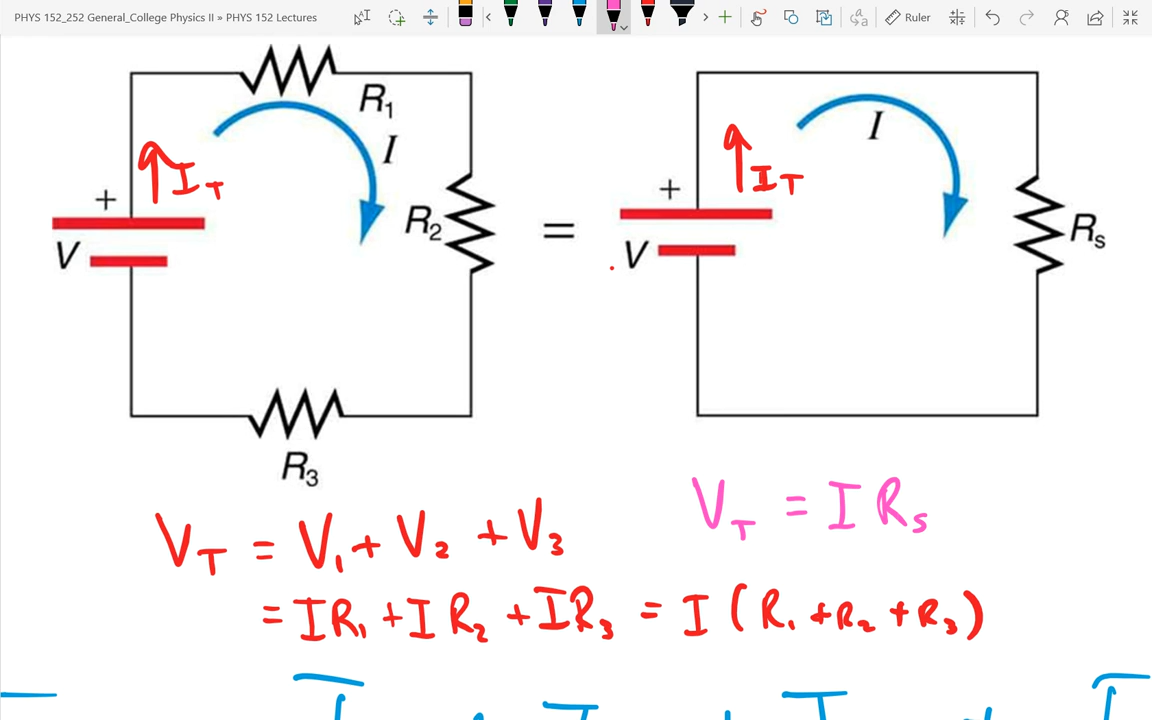 PHYS 152_252 General_College Physics II » PHYS 152 Lectures
Ruler
R1
I
IT
+
V
R2
=
R3
I
IT
+
V
Rs
VT = I Rs
VT = V1 + V2 + V3
= IR1 + I R2 + IR3 = I (R1 + R2 + R3)